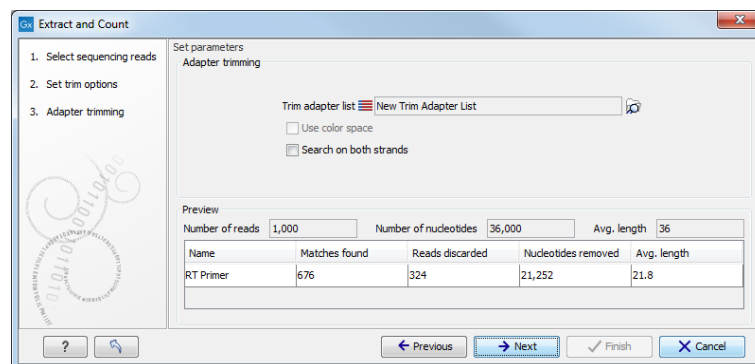 Gx Extract and Count
X
1. Select sequencing reads
2. Set trim options
3. Adapter trimming
Set parameters
Adapter trimming
Trim adapter list New Trim Adapter List
Use color space
Search on both strands
Preview
Number of reads 1,000 Number of nucleotides 36,000 Avg. length 36
Name Matches found Reads discarded Nucleotides removed Avg. length
RT Primer 676 324 21,252 21.8
? Previous Next Finish Cancel